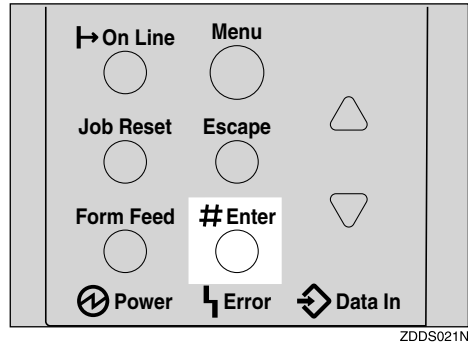 On Line Menu
Job Reset Escape
Form Feed # Enter
Power Error Data In
ZDDS021N